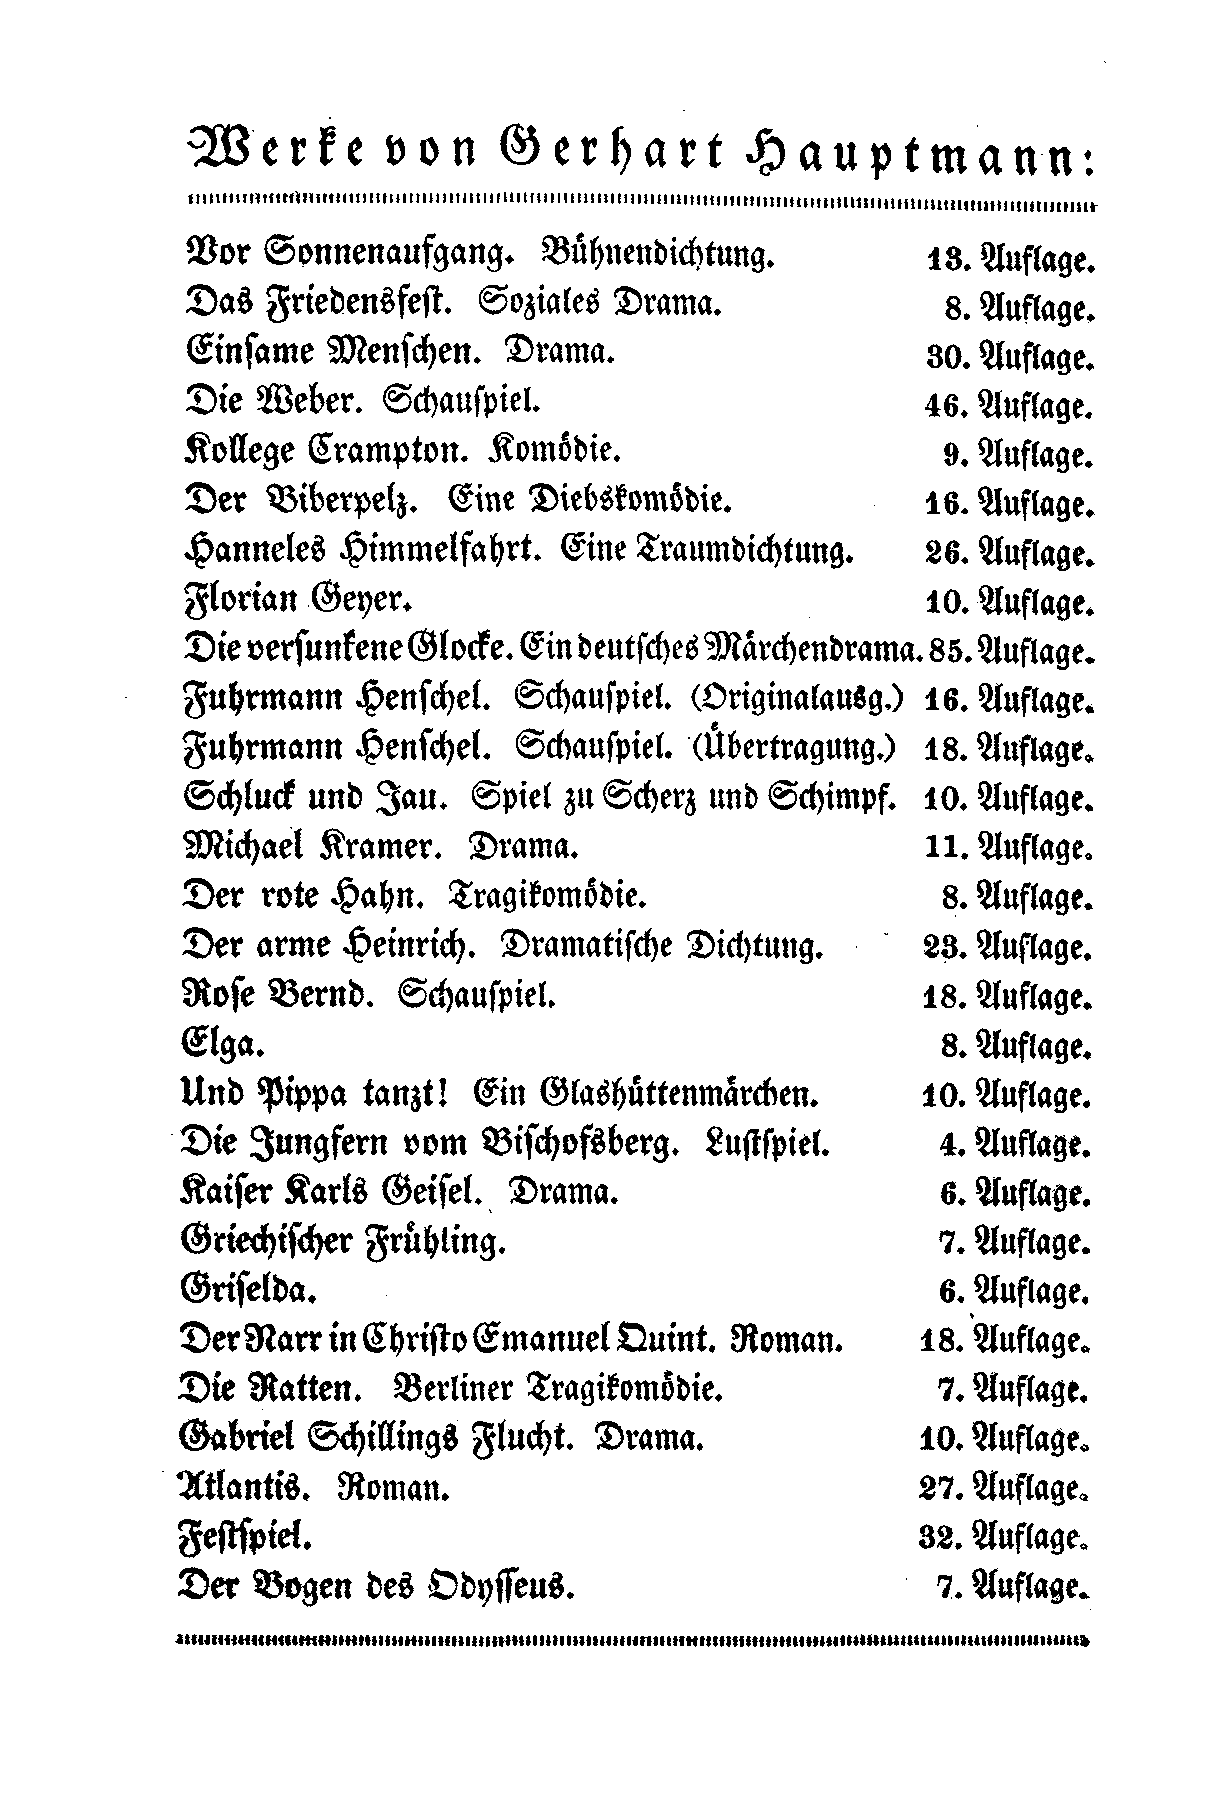 Werke von Gerhart Hauptmann:
Vor Sonnenaufgang. Bühnendichtung. 13. Auflage.
Das Friedensfest. Soziales Drama. 8. Auflage.
Einsame Menschen. Drama. 30. Auflage.
Die Weber. Schauspiel. 46. Auflage.
Kollege Crampton. Komödie. 9. Auflage.
Der Biberpelz. Eine Diebskomödie. 16. Auflage.
Hanneles Himmelfahrt. Eine Traumdichtung. 26. Auflage.
Florian Geyer. 10. Auflage.
Die versunkene Glocke. Ein deutsches Märchendrama. 85. Auflage.
Fuhrmann Henschel. Schauspiel. (Originalausg.) 16. Auflage.
Fuhrmann Henschel. Schauspiel. (Übertragung.) 18. Auflage.
Schluck und Jau. Spiel zu Scherz und Schimpf. 10. Auflage.
Michael Kramer. Drama. 11. Auflage.
Der rote Hahn. Tragikomödie. 8. Auflage.
Der arme Heinrich. Dramatische Dichtung. 23. Auflage.
Rose Bernd. Schauspiel. 18. Auflage.
Elga. 8. Auflage.
Und Pippa tanzt! Ein Glashüttenmärchen. 10. Auflage.
Die Jungfern vom Bischofsberg. Lustspiel. 4. Auflage.
Kaiser Karls Geisel. Drama. 6. Auflage.
Griechischer Frühling. 7. Auflage.
Griselda. 6. Auflage.
Der Narr in Christo Emanuel Quint. Roman. 18. Auflage.
Die Ratten. Berliner Tragikomödie. 7. Auflage.
Gabriel Schillings Flucht. Drama. 10. Auflage.
Atlantis. Roman. 27. Auflage.
Festspiel. 32. Auflage.
Der Bogen des Odysseus. 7. Auflage.